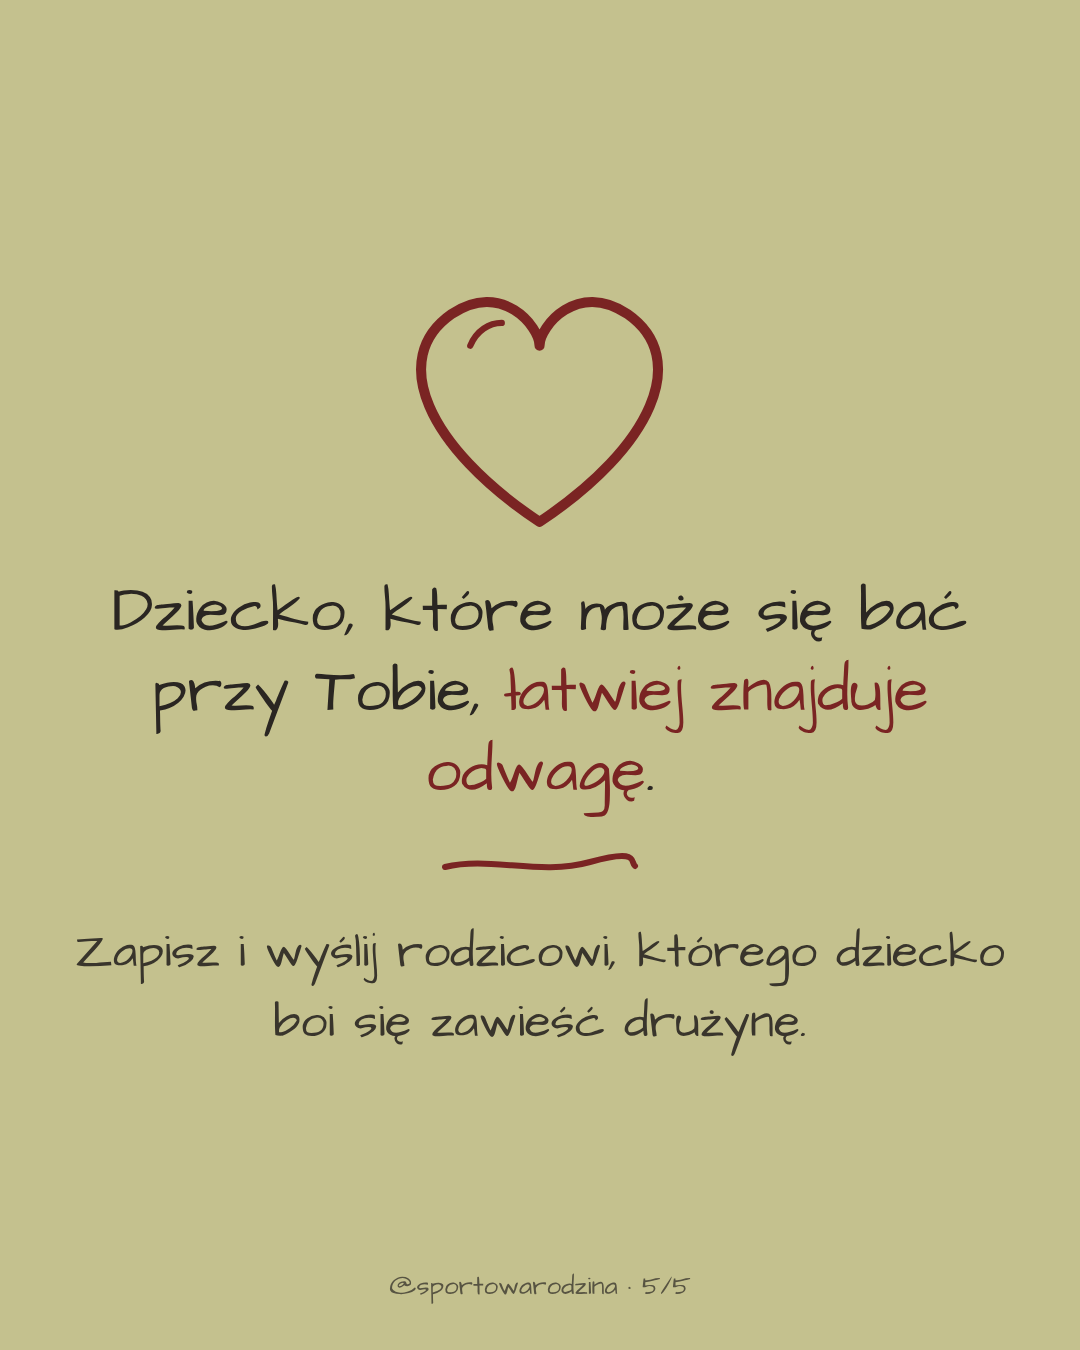 Dziecko, które może się bać
przy Tobie, łatwiej znajduje
odwagę.
Zapisz i wyślij rodzicowi, którego dziecko
boi się zawieść drużynę.
@sportowarodzina · 5/5